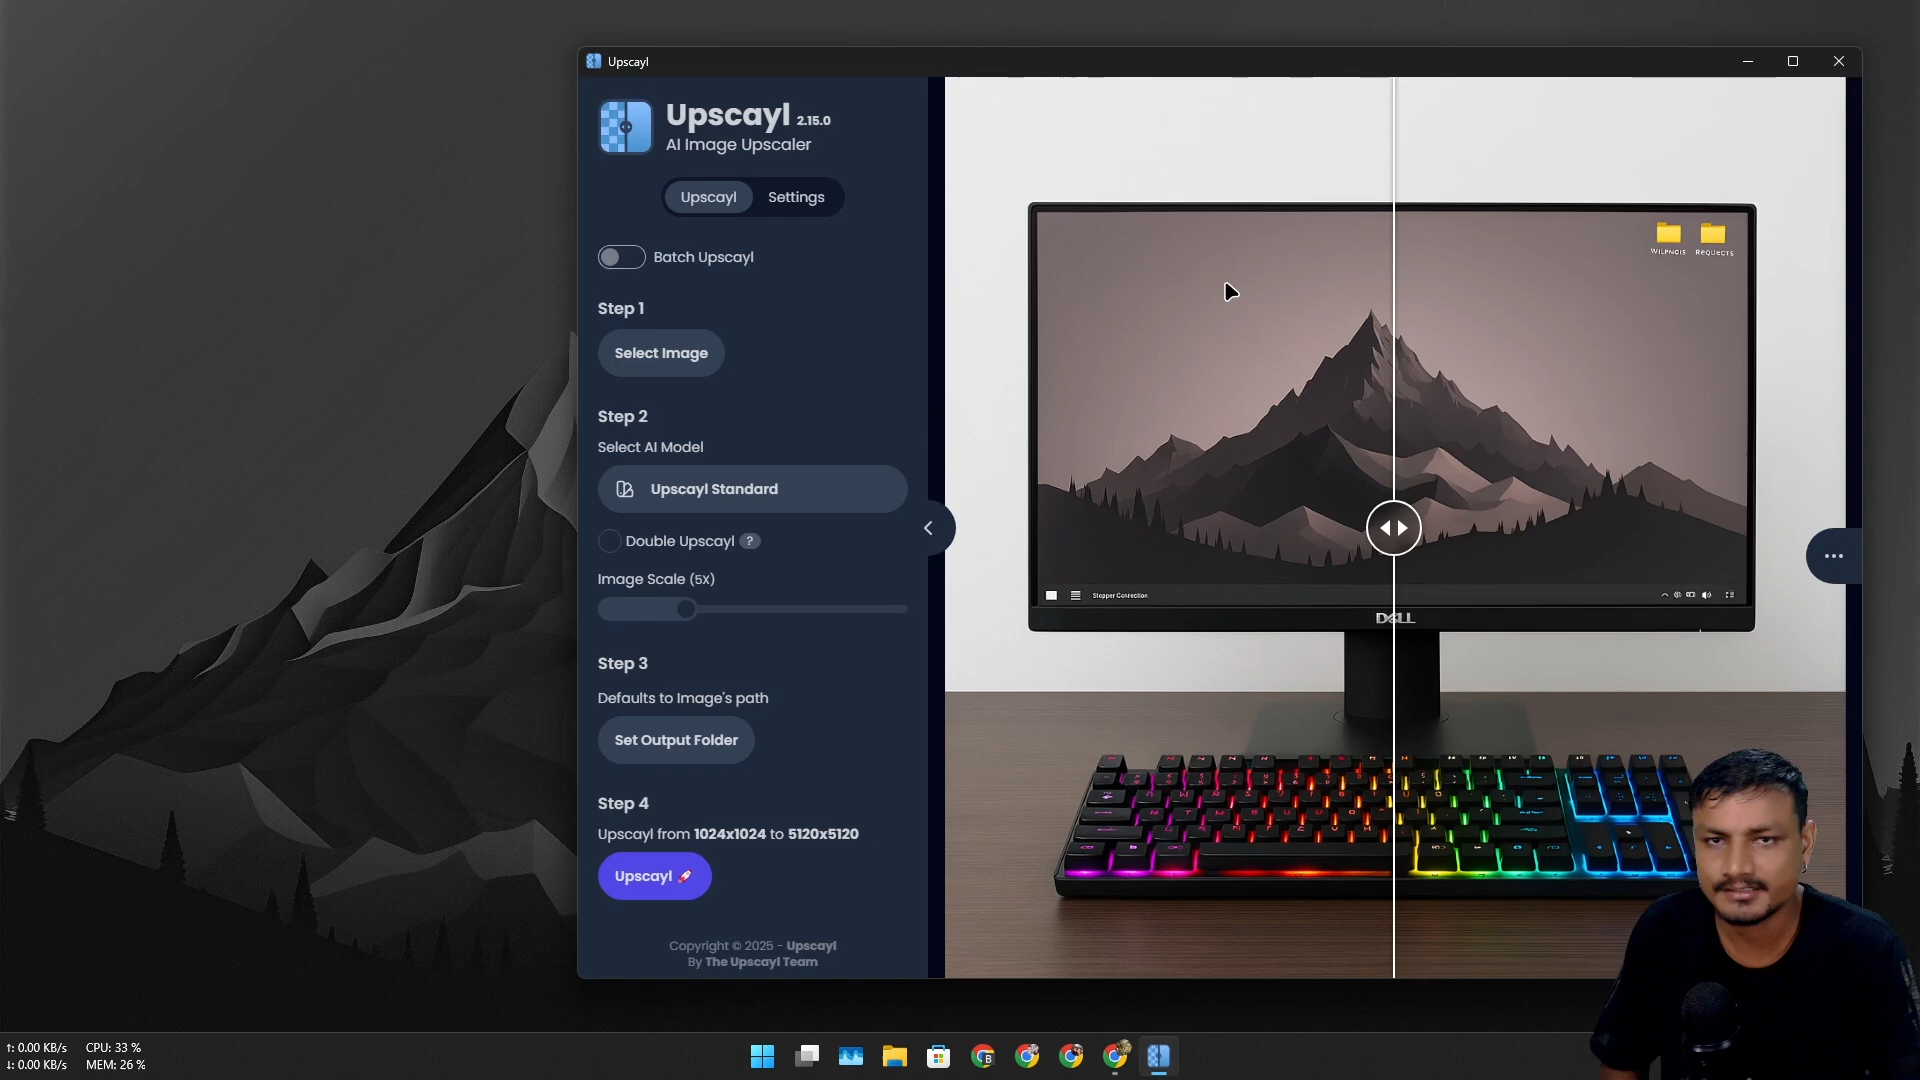 Upscayl
Upscayl 2.15.0
AI Image Upscaler
Upscayl Settings
Batch Upscayl
Step 1
Select Image
Step 2
Select AI Model
Upscayl Standard
Double Upscayl ?
Image Scale (5X)
Step 3
Defaults to Image's path
Set Output Folder
Step 4
Upscayl from 1024x1024 to 5120x5120
Upscayl 🚀
Copyright © 2025 - Upscayl
By The Upscayl Team
DELL
↑: 0.00 KB/s CPU: 33 %
↓: 0.00 KB/s MEM: 26 %
B